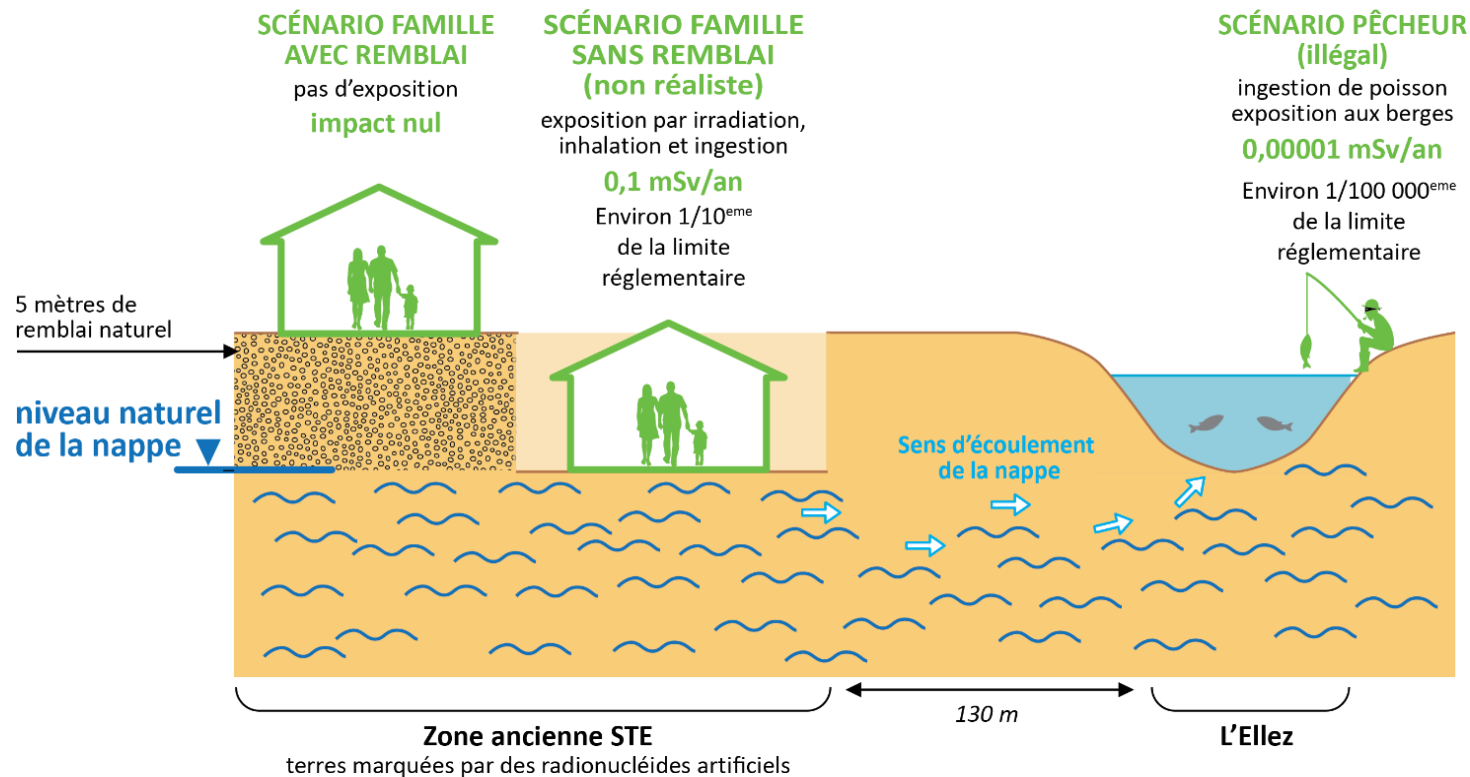 SCÉNARIO FAMILLE
AVEC REMBLAI
pas d’exposition
impact nul
SCÉNARIO FAMILLE
SANS REMBLAI
(non réaliste)
exposition par irradiation,
inhalation et ingestion
0,1 mSv/an
Environ 1/10eme
de la limite
réglementaire
SCÉNARIO PÊCHEUR
(illégal)
ingestion de poisson
exposition aux berges
0,00001 mSv/an
Environ 1/100 000eme
de la limite
réglementaire
5 mètres de
remblai naturel
niveau naturel
de la nappe
Sens d’écoulement
de la nappe
130 m
Zone ancienne STE
terres marquées par des radionucléides artificiels
L’Ellez